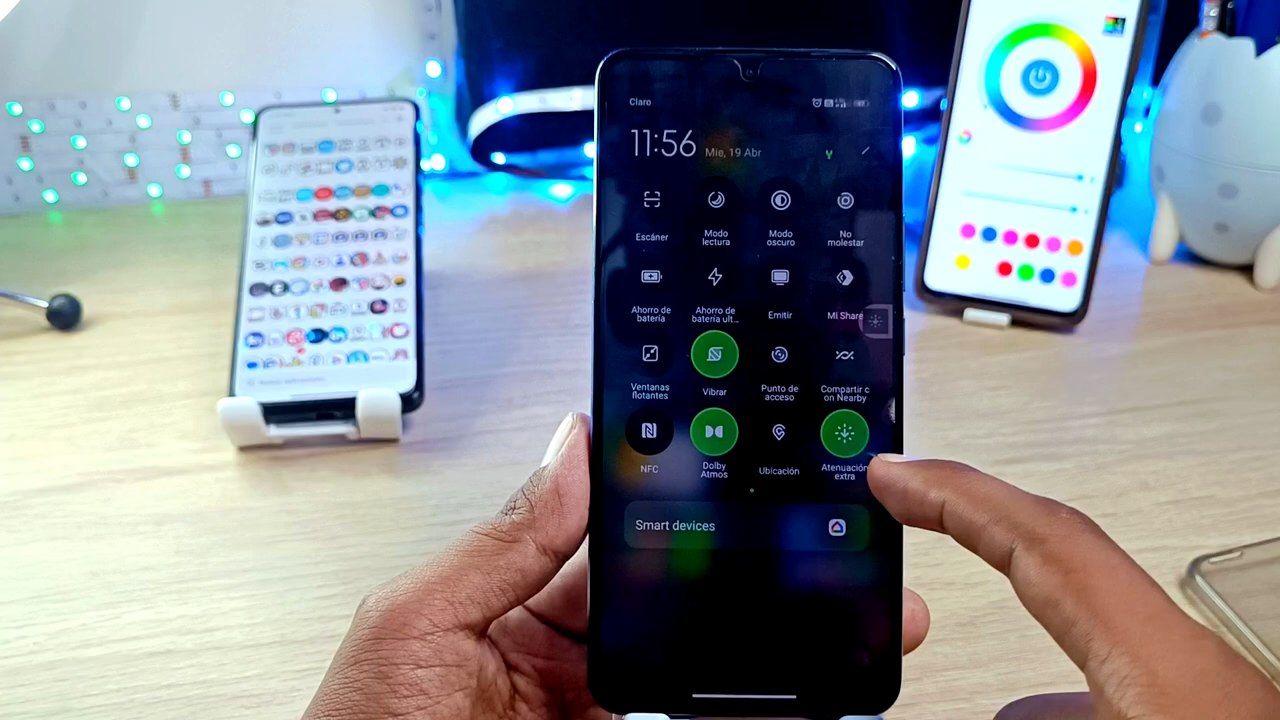 Claro
11:56 Mie, 19 Abr
Escáner
Modo
lectura
Modo
oscuro
No
molestar
Ahorro de
batería
Ahorro de
batería ult...
Emitir
Mi Share
Ventanas
flotantes
Vibrar
Punto de
acceso
Compartir c
on Nearby
NFC
Dolby
Atmos
Ubicación
Atenuación
extra
Smart devices